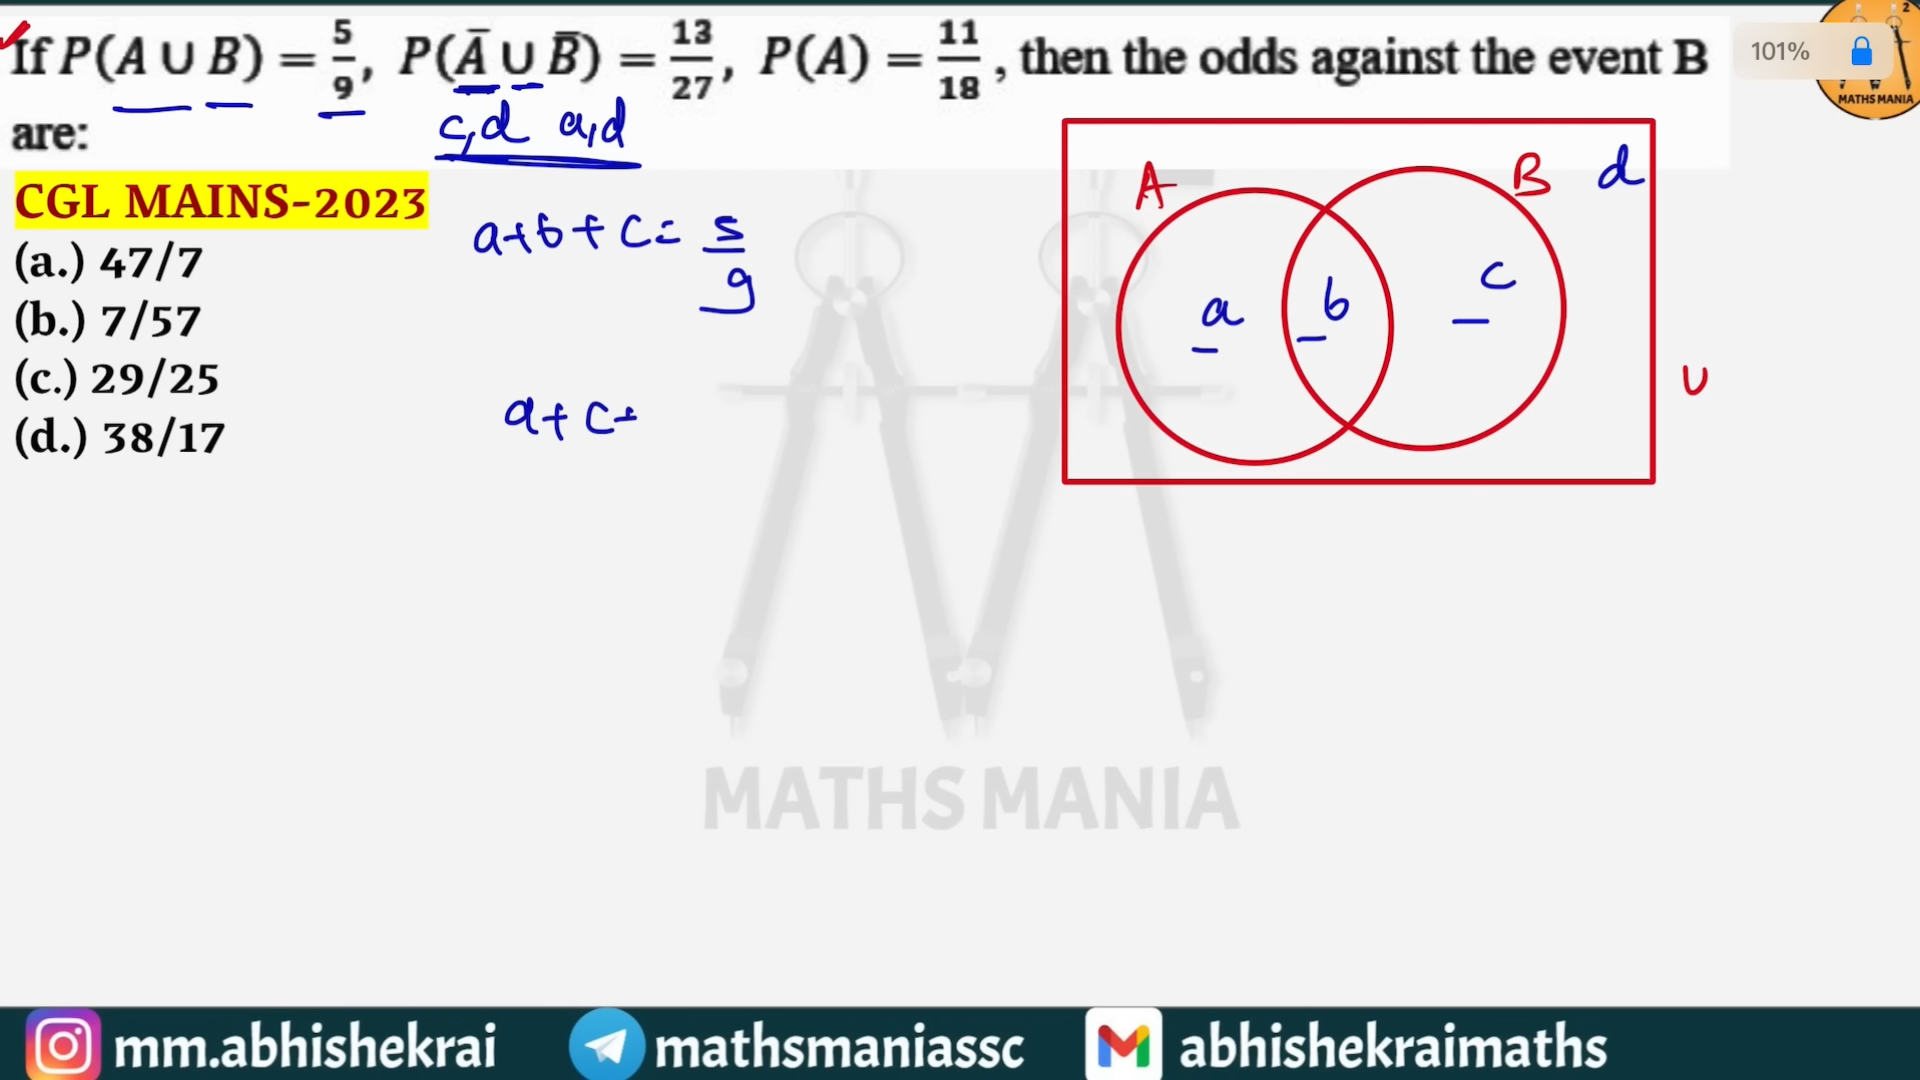 If P(A ∪ B) = 5/9, P(Ā ∪ B̄) = 13/27, P(A) = 11/18, then the odds against the event B
are:
101%
MATHS MANIA
c,d a,d
CGL MAINS-2023
(a.) 47/7
(b.) 7/57
(c.) 29/25
(d.) 38/17
a+b+c= 5/9
a+c+
A
B
d
a
b
c
U
MATHS MANIA
mm.abhishekrai
mathsmaniassc
abhishekraimaths